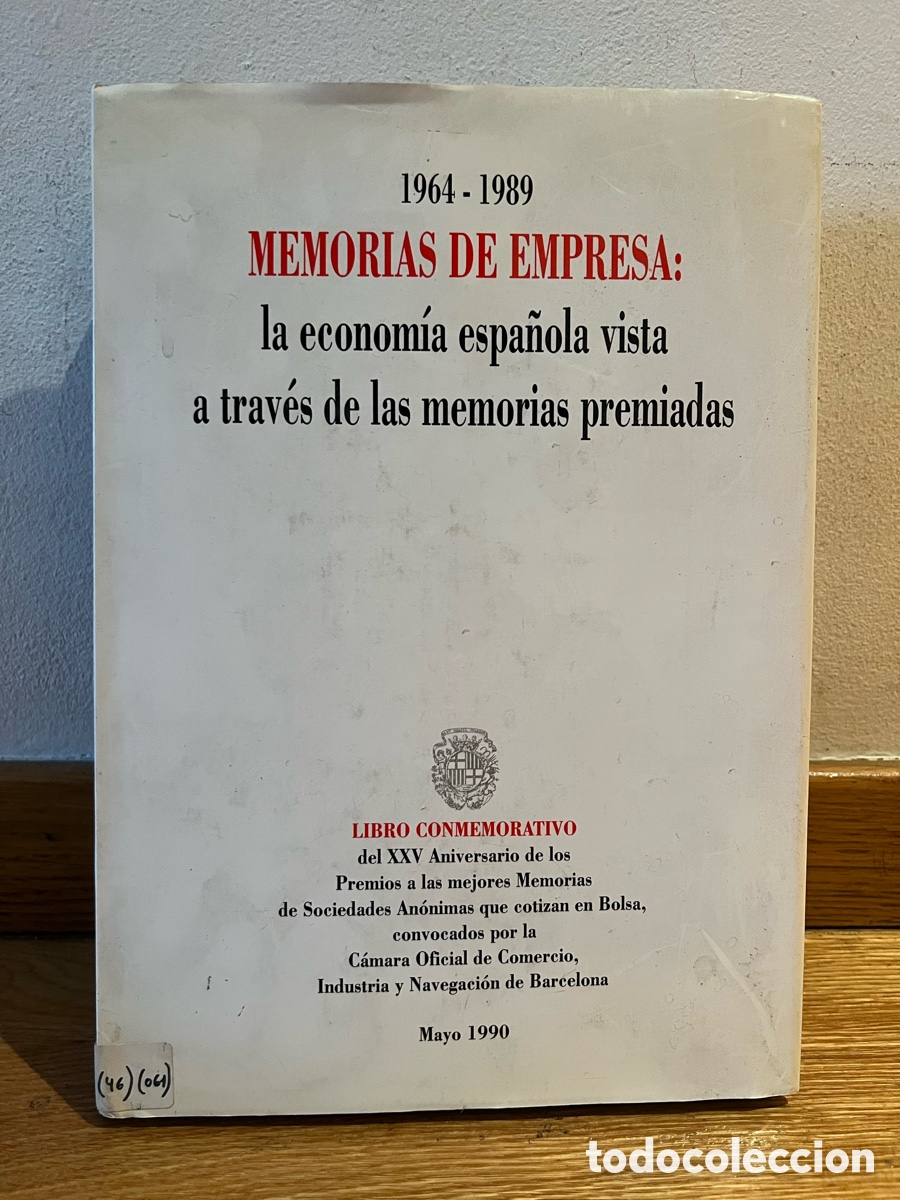 1964 - 1989
MEMORIAS DE EMPRESA:
la economía española vista
a través de las memorias premiadas
LIBRO CONMEMORATIVO
del XXV Aniversario de los
Premios a las mejores Memorias
de Sociedades Anónimas que cotizan en Bolsa,
convocados por la
Cámara Oficial de Comercio,
Industria y Navegación de Barcelona
Mayo 1990
(46) (061)
todocoleccion